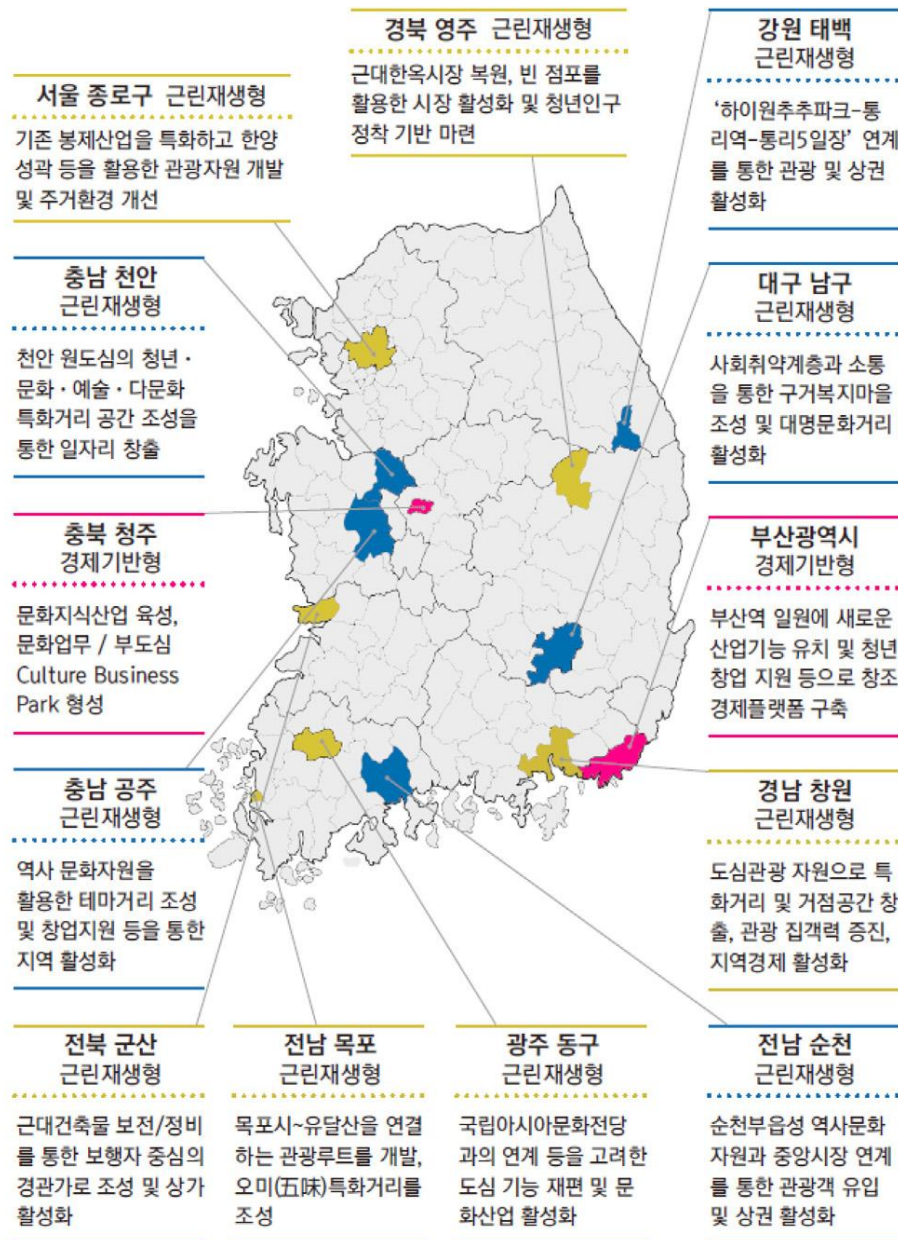 경북 영주 근린재생형
근대한옥시장 복원, 빈 점포를
활용한 시장 활성화 및 청년인구
정착 기반 마련
강원 태백
근린재생형
‘하이원추추파크-통
리역-통리5일장’ 연계
를 통한 관광 및 상권
활성화
서울 종로구 근린재생형
기존 봉제산업을 특화하고 한양
성곽 등을 활용한 관광자원 개발
및 주거환경 개선
충남 천안
근린재생형
천안 원도심의 청년 ·
문화 · 예술 · 다문화
특화거리 공간 조성을
통한 일자리 창출
대구 남구
근린재생형
사회취약계층과 소통
을 통한 구거복지마을
조성 및 대명문화거리
활성화
충북 청주
경제기반형
문화지식산업 육성,
문화업무 / 부도심
Culture Business
Park 형성
부산광역시
경제기반형
부산역 일원에 새로운
산업기능 유치 및 청년
창업 지원 등으로 창조
경제플랫폼 구축
충남 공주
근린재생형
역사 문화자원을
활용한 테마거리 조성
및 창업지원 등을 통한
지역 활성화
경남 창원
근린재생형
도심관광 자원으로 특
화거리 및 거점공간 창
출, 관광 집객력 증진,
지역경제 활성화
전북 군산
근린재생형
근대건축물 보전/정비
를 통한 보행자 중심의
경관가로 조성 및 상가
활성화
전남 목포
근린재생형
목포시~유달산을 연결
하는 관광루트를 개발,
오미(五味)특화거리를
조성
광주 동구
근린재생형
국립아시아문화전당
과의 연계 등을 고려한
도심 기능 재편 및 문
화산업 활성화
전남 순천
근린재생형
순천부읍성 역사문화
자원과 중앙시장 연계
를 통한 관광객 유입
및 상권 활성화